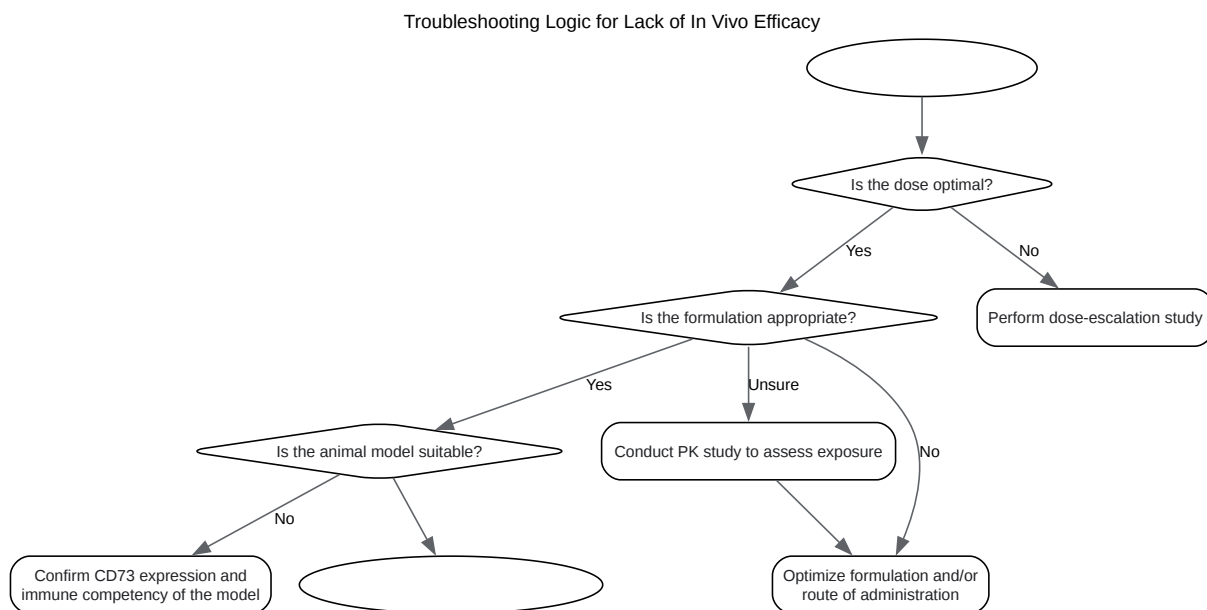 Troubleshooting Logic for Lack of In Vivo Efficacy
Is the dose optimal?
Yes
No
Is the formulation appropriate?
Perform dose-escalation study
Yes
Unsure
No
Is the animal model suitable?
Conduct PK study to assess exposure
No
Confirm CD73 expression and
immune competency of the model
Optimize formulation and/or
route of administration